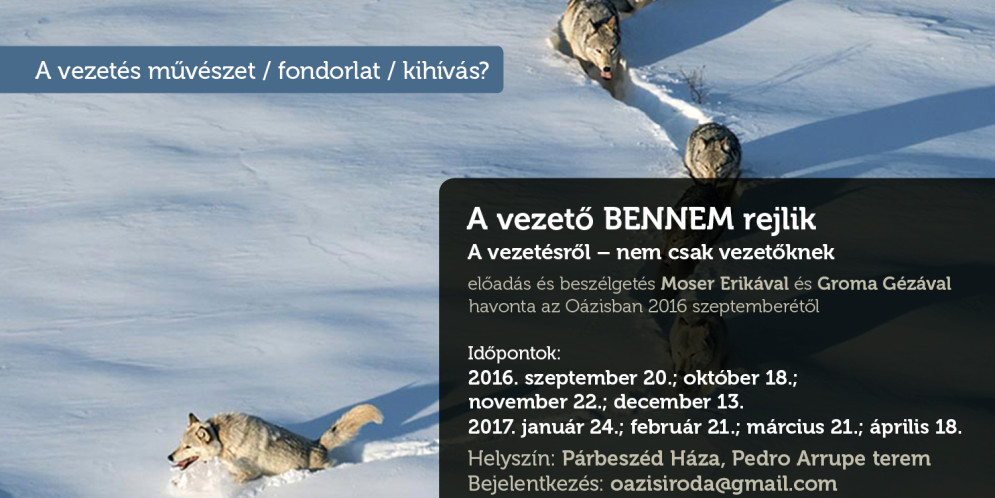 A vezetés művészet / fondorlat / kihívás?
A vezető BENNEM rejlik
A vezetésről – nem csak vezetőknek
előadás és beszélgetés Moser Erikával és Groma Gézával
havonta az Oázisban 2016 szeptemberétől
Időpontok:
2016. szeptember 20.; október 18.;
november 22.; december 13.
2017. január 24.; február 21.; március 21.; április 18.
Helyszín: Párbeszéd Háza, Pedro Arrupe terem
Bejelentkezés: oazisiroda@gmail.com